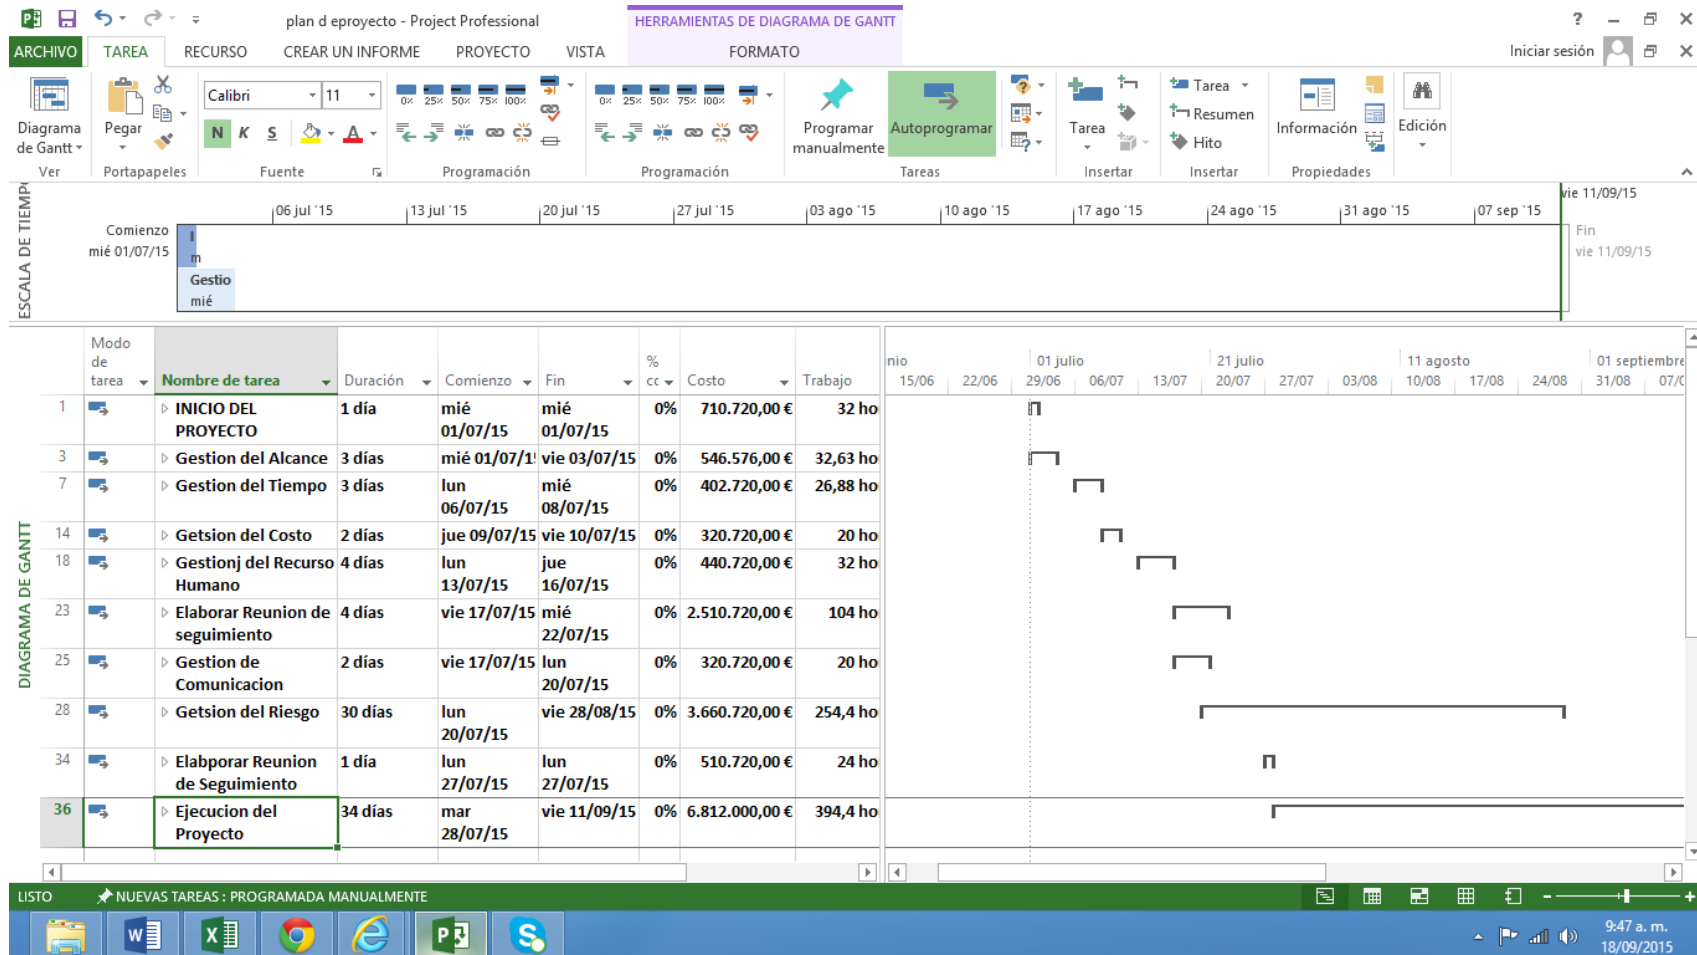 plan d eproyecto - Project Professional
HERRAMIENTAS DE DIAGRAMA DE GANTT
?
ARCHIVO TAREA RECURSO CREAR UN INFORME PROYECTO VISTA FORMATO
Iniciar sesión
Diagrama de Gantt
Pegar
Calibri 11
N K S A
0% 25% 50% 75% 100%
0% 25% 50% 75% 100%
Programar manualmente
Autoprogramar
Tarea
Tarea
Resumen
Hito
Información
Edición
Ver Portapapeles Fuente Programación Programación Tareas Insertar Insertar Propiedades
ESCALA DE TIEMPO
vie 11/09/15
06 jul '15 13 jul '15 20 jul '15 27 jul '15 03 ago '15 10 ago '15 17 ago '15 24 ago '15 31 ago '15 07 sep '15
Comienzo
mié 01/07/15
I
m
Gestio
mié
Fin
vie 11/09/15
DIAGRAMA DE GANTT
Modo de tarea Nombre de tarea Duración Comienzo Fin % cc Costo Trabajo
nio 01 julio 21 julio 11 agosto 01 septiembre
15/06 22/06 29/06 06/07 13/07 20/07 27/07 03/08 10/08 17/08 24/08 31/08 07/0
1 INICIO DEL PROYECTO 1 día mié 01/07/15 mié 01/07/15 0% 710.720,00 € 32 ho
3 Gestion del Alcance 3 días mié 01/07/1 vie 03/07/15 0% 546.576,00 € 32,63 ho
7 Gestion del Tiempo 3 días lun 06/07/15 mié 08/07/15 0% 402.720,00 € 26,88 ho
14 Getsion del Costo 2 días jue 09/07/15 vie 10/07/15 0% 320.720,00 € 20 ho
18 Gestionj del Recurso Humano 4 días lun 13/07/15 jue 16/07/15 0% 440.720,00 € 32 ho
23 Elaborar Reunion de seguimiento 4 días vie 17/07/15 mié 22/07/15 0% 2.510.720,00 € 104 ho
25 Gestion de Comunicacion 2 días vie 17/07/15 lun 20/07/15 0% 320.720,00 € 20 ho
28 Getsion del Riesgo 30 días lun 20/07/15 vie 28/08/15 0% 3.660.720,00 € 254,4 ho
34 Elabporar Reunion de Seguimiento 1 día lun 27/07/15 lun 27/07/15 0% 510.720,00 € 24 ho
36 Ejecucion del Proyecto 34 días mar 28/07/15 vie 11/09/15 0% 6.812.000,00 € 394,4 ho
LISTO NUEVAS TAREAS : PROGRAMADA MANUALMENTE
9:47 a. m.
18/09/2015